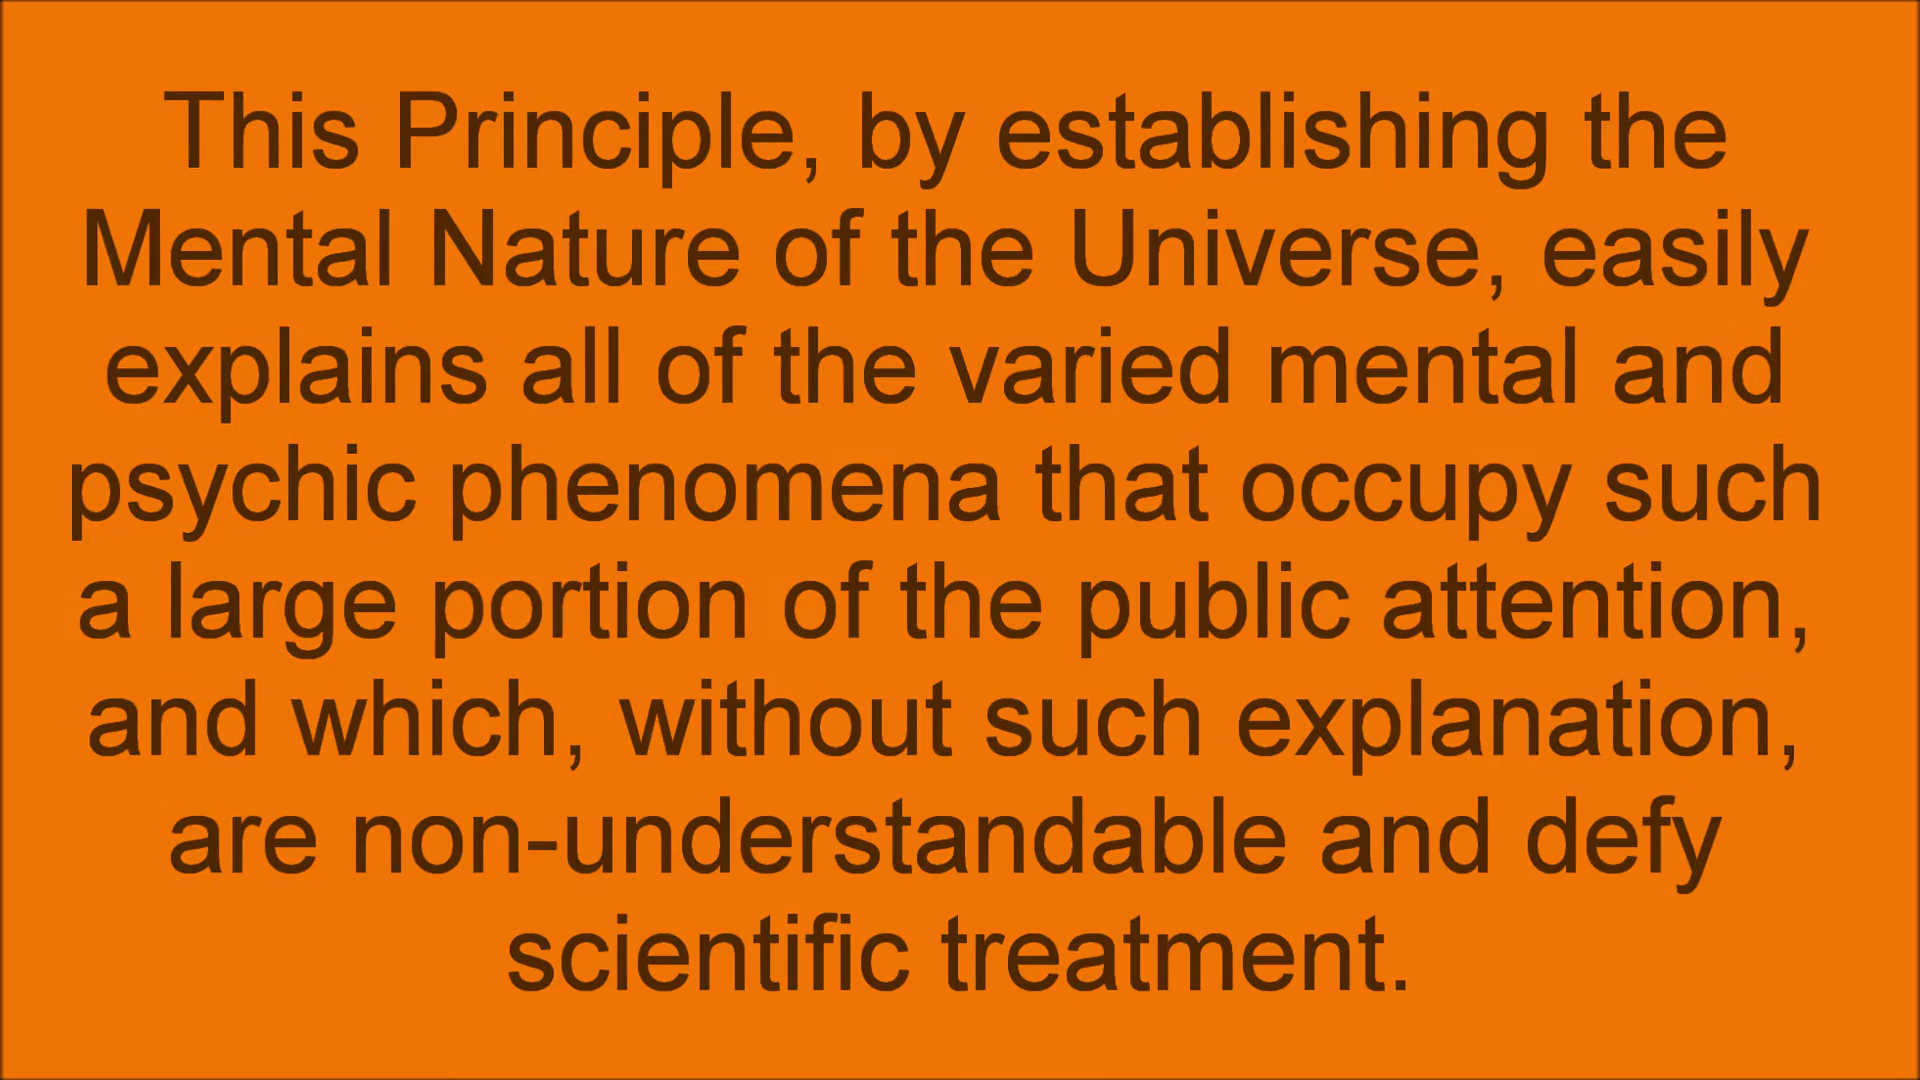 This Principle, by establishing the
Mental Nature of the Universe, easily
explains all of the varied mental and
psychic phenomena that occupy such
a large portion of the public attention,
and which, without such explanation,
are non-understandable and defy
scientific treatment.